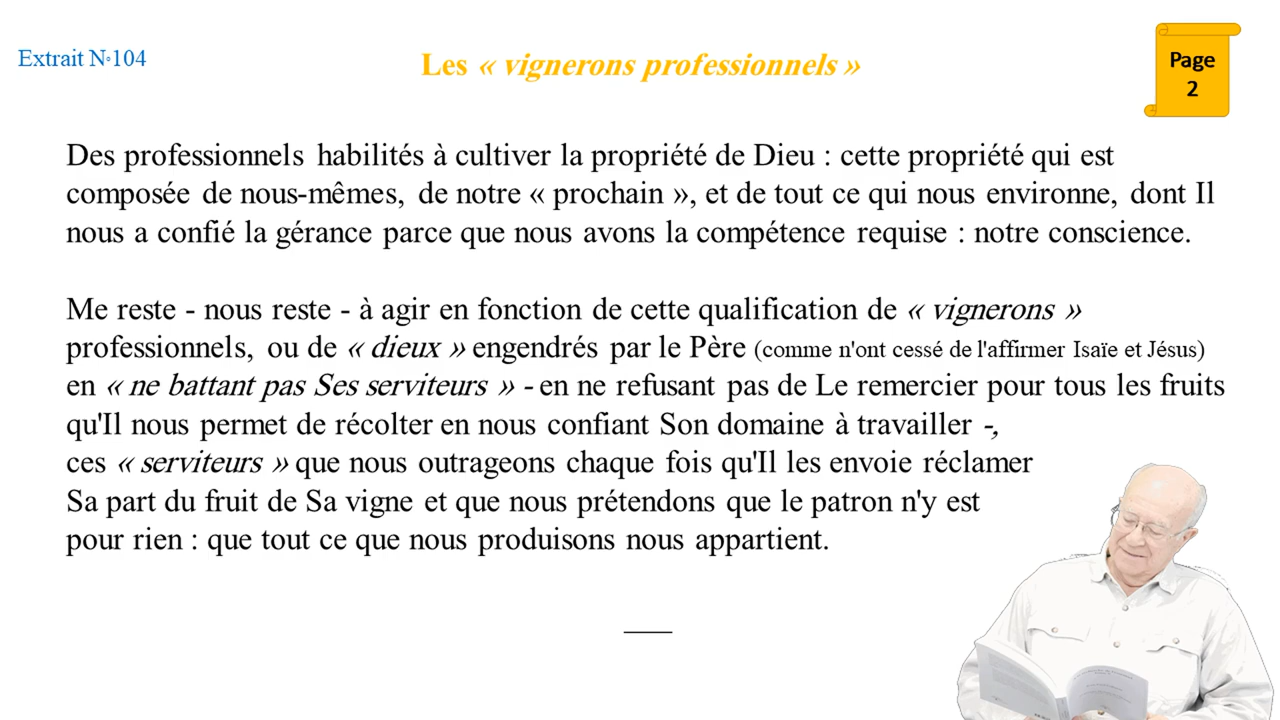 Extrait N°104
Les « vignerons professionnels »
Page
2
Des professionnels habilités à cultiver la propriété de Dieu : cette propriété qui est
composée de nous-mêmes, de notre « prochain », et de tout ce qui nous environne, dont Il
nous a confié la gérance parce que nous avons la compétence requise : notre conscience.
Me reste - nous reste - à agir en fonction de cette qualification de « vignerons »
professionnels, ou de « dieux » engendrés par le Père (comme n'ont cessé de l'affirmer Isaïe et Jésus)
en « ne battant pas Ses serviteurs » - en ne refusant pas de Le remercier pour tous les fruits
qu'Il nous permet de récolter en nous confiant Son domaine à travailler -,
ces « serviteurs » que nous outrageons chaque fois qu'Il les envoie réclamer
Sa part du fruit de Sa vigne et que nous prétendons que le patron n'y est
pour rien : que tout ce que nous produisons nous appartient.